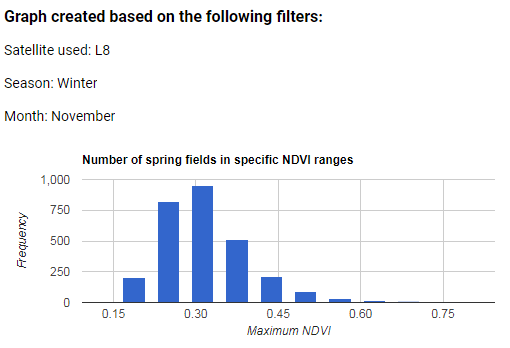 Graph created based on the following filters:
Satellite used: L8
Season: Winter
Month: November
Number of spring fields in specific NDVI ranges
1,000
750
500
250
0
Frequency
0.15 0.30 0.45 0.60 0.75
Maximum NDVI